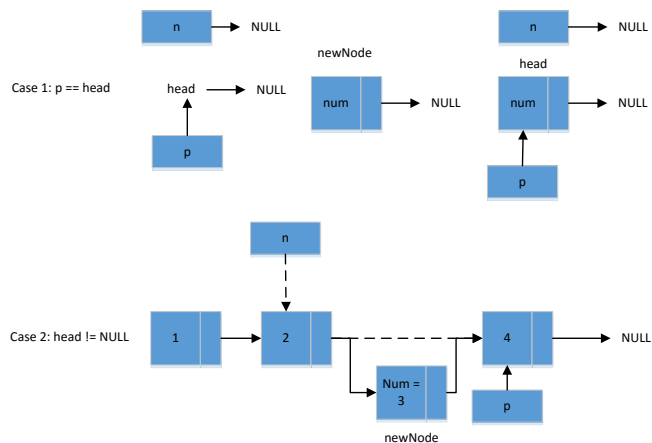 n
NULL
n
NULL
newNode
head
Case 1: p == head
head
NULL
num
NULL
num
NULL
p
p
n
Case 2: head != NULL
1
2
4
NULL
Num =
3
p
newNode